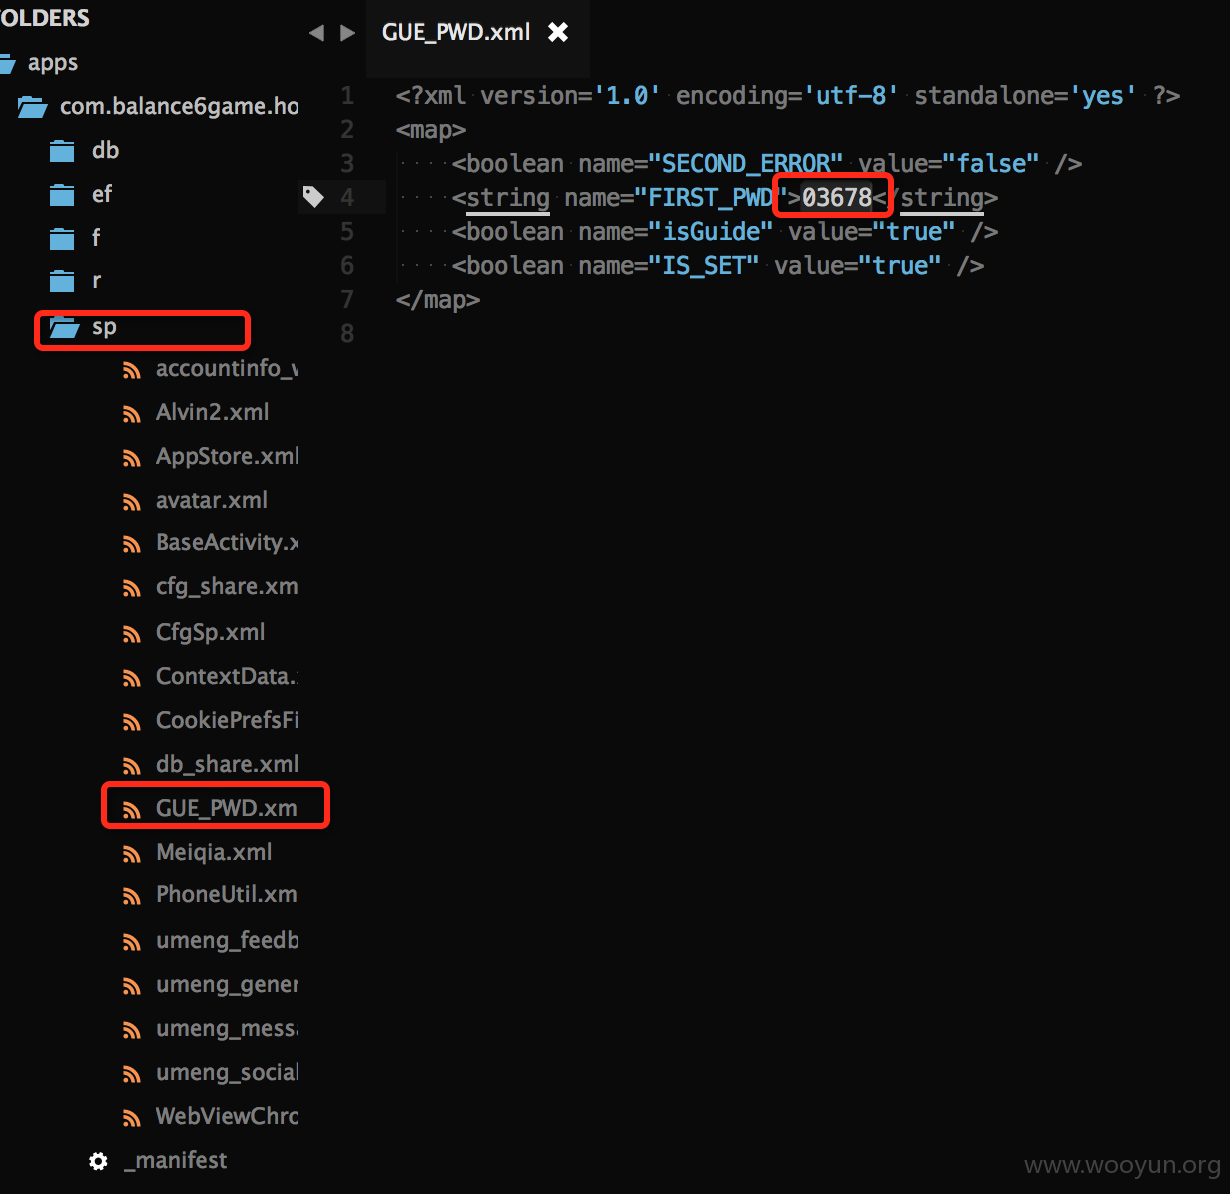 FOLDERS
apps
com.balance6game.ho
db
ef
f
r
sp
accountinfo_v
Alvin2.xml
AppStore.xml
avatar.xml
BaseActivity.x
cfg_share.xm
CfgSp.xml
ContextData.
CookiePrefsFi
db_share.xml
GUE_PWD.xm
Meiqia.xml
PhoneUtil.xm
umeng_feedb
umeng_gener
umeng_messa
umeng_social
WebViewChro
_manifest
GUE_PWD.xml
1 <?xml version='1.0' encoding='utf-8' standalone='yes' ?>
2 <map>
3 <boolean name="SECOND_ERROR" value="false" />
4 <string name="FIRST_PWD">03678</string>
5 <boolean name="isGuide" value="true" />
6 <boolean name="IS_SET" value="true" />
7 </map>
8
www.wooyun.org